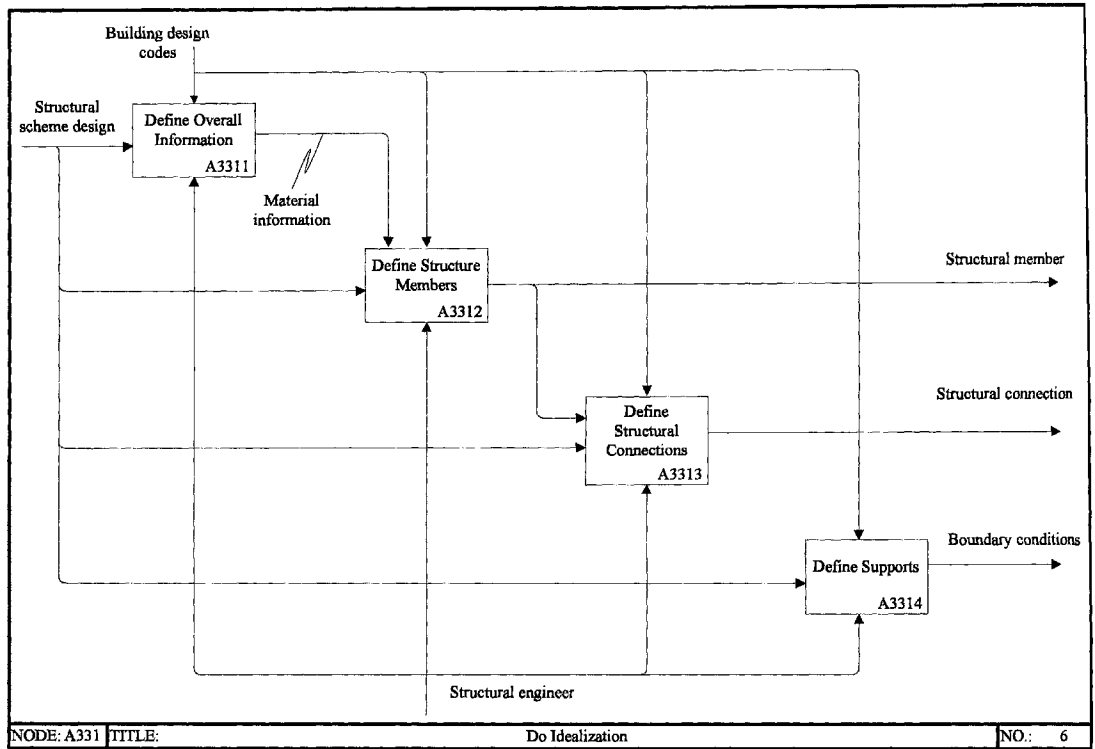 Building design
codes
Structural
scheme design
Define Overall
Information
A3311
Material
information
Define Structure
Members
A3312
Structural member
Define
Structural
Connections
A3313
Structural connection
Define Supports
A3314
Boundary conditions
Structural engineer
NODE: A331 TITLE: Do Idealization NO.: 6